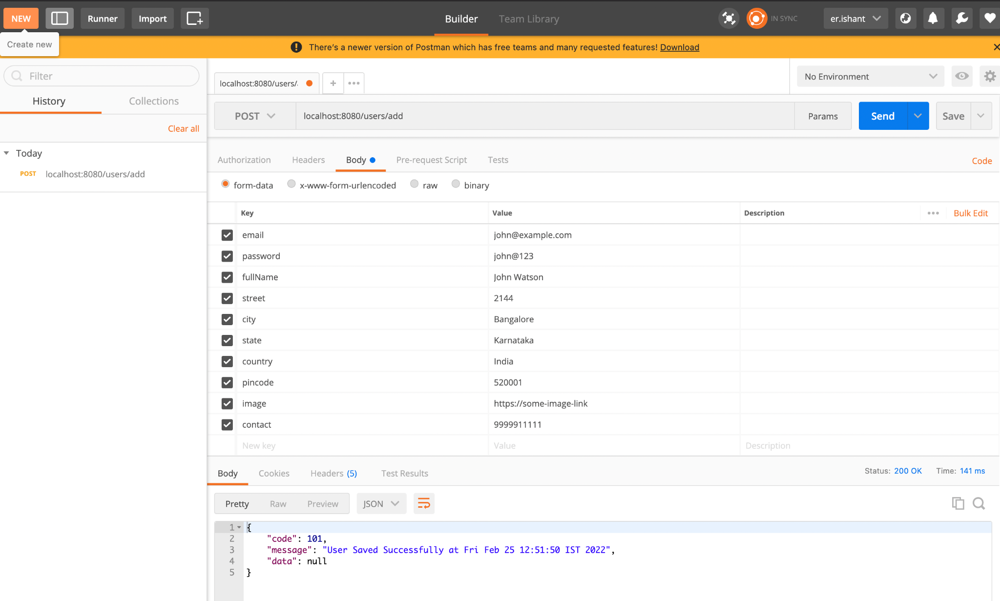 NEW Runner Import Builder Team Library IN SYNC er.ishant
Create new
There's a newer version of Postman which has free teams and many requested features! Download
Filter
History Collections
Clear all
Today
POST localhost:8080/users/add
localhost:8080/users/
No Environment
POST localhost:8080/users/add Params Send Save
Authorization Headers Body Pre-request Script Tests Code
form-data x-www-form-urlencoded raw binary
Key Value Description Bulk Edit
email john@example.com
password john@123
fullName John Watson
street 2144
city Bangalore
state Karnataka
country India
pincode 520001
image https://some-image-link
contact 9999911111
New key Value Description
Body Cookies Headers (5) Test Results Status: 200 OK Time: 141 ms
Pretty Raw Preview JSON
1 {
2 "code": 101,
3 "message": "User Saved Successfully at Fri Feb 25 12:51:50 IST 2022",
4 "data": null
5 }